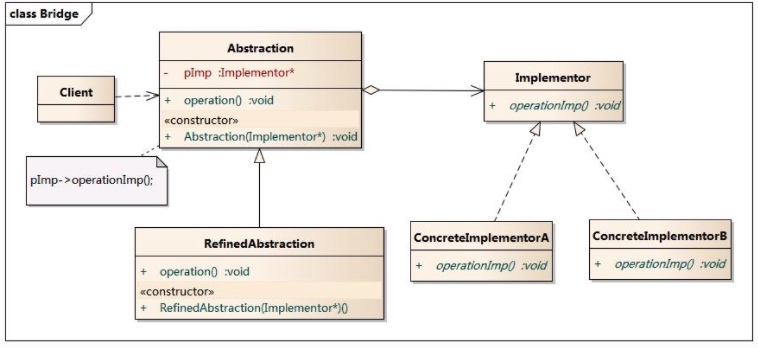 class Bridge
Abstraction
- pImp :Implementor*
+ operation() :void
«constructor»
+ Abstraction(Implementor*) :void
Client
Implementor
+ operationImp() :void
pImp->operationImp();
RefinedAbstraction
+ operation() :void
«constructor»
+ RefinedAbstraction(Implementor*)()
ConcreteImplementorA
+ operationImp() :void
ConcreteImplementorB
+ operationImp() :void